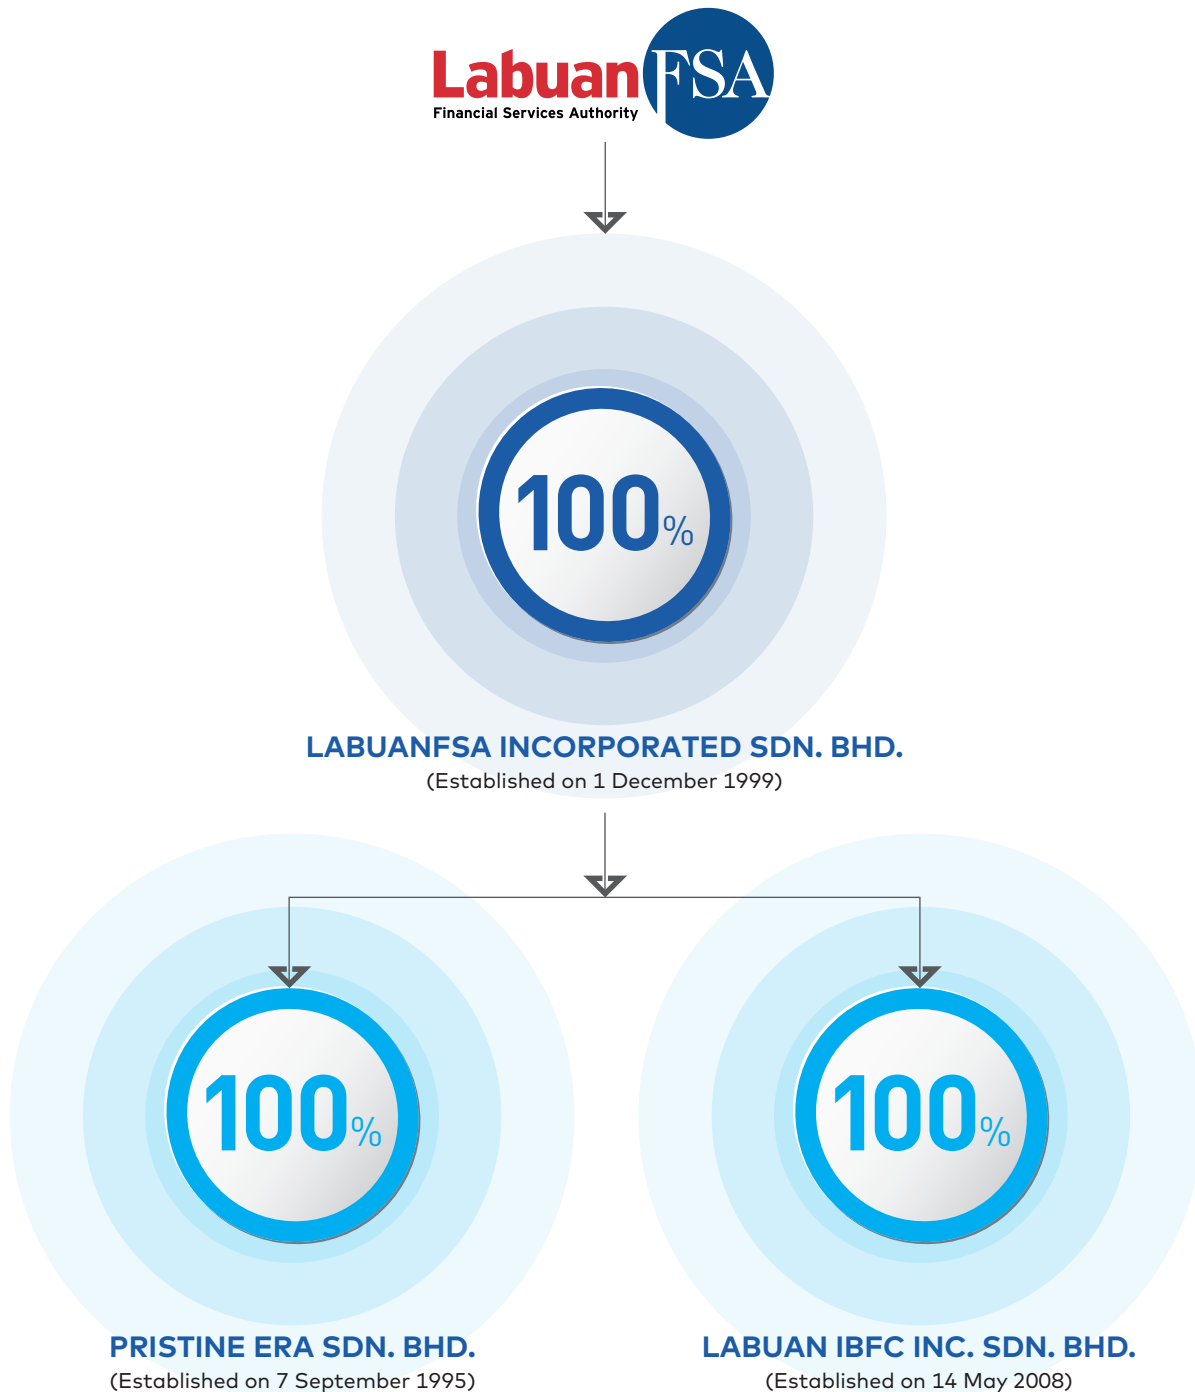 Labuan FSA
Financial Services Authority
100%
LABUANFSA INCORPORATED SDN. BHD.
(Established on 1 December 1999)
100%
100%
PRISTINE ERA SDN. BHD.
(Established on 7 September 1995)
LABUAN IBFC INC. SDN. BHD.
(Established on 14 May 2008)